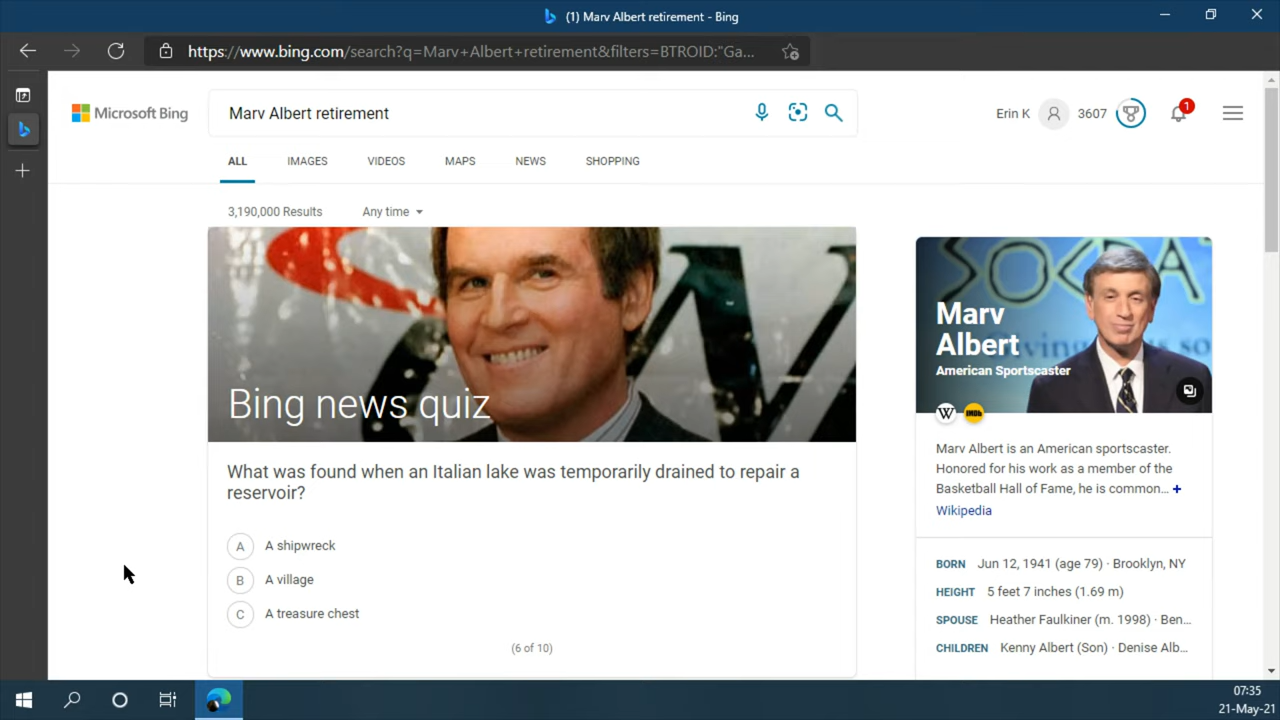 (1) Marv Albert retirement - Bing
https://www.bing.com/search?q=Marv+Albert+retirement&filters=BTROID:"Ga...
Microsoft Bing
Marv Albert retirement
Erin K
3607
1
ALL IMAGES VIDEOS MAPS NEWS SHOPPING
3,190,000 Results Any time
Bing news quiz
What was found when an Italian lake was temporarily drained to repair a
reservoir?
A A shipwreck
B A village
C A treasure chest
(6 of 10)
Marv
Albert
American Sportscaster
W IMDb
Marv Albert is an American sportscaster.
Honored for his work as a member of the
Basketball Hall of Fame, he is common... +
Wikipedia
BORN Jun 12, 1941 (age 79) · Brooklyn, NY
HEIGHT 5 feet 7 inches (1.69 m)
SPOUSE Heather Faulkiner (m. 1998) · Ben...
CHILDREN Kenny Albert (Son) · Denise Alb...
07:35
21-May-21